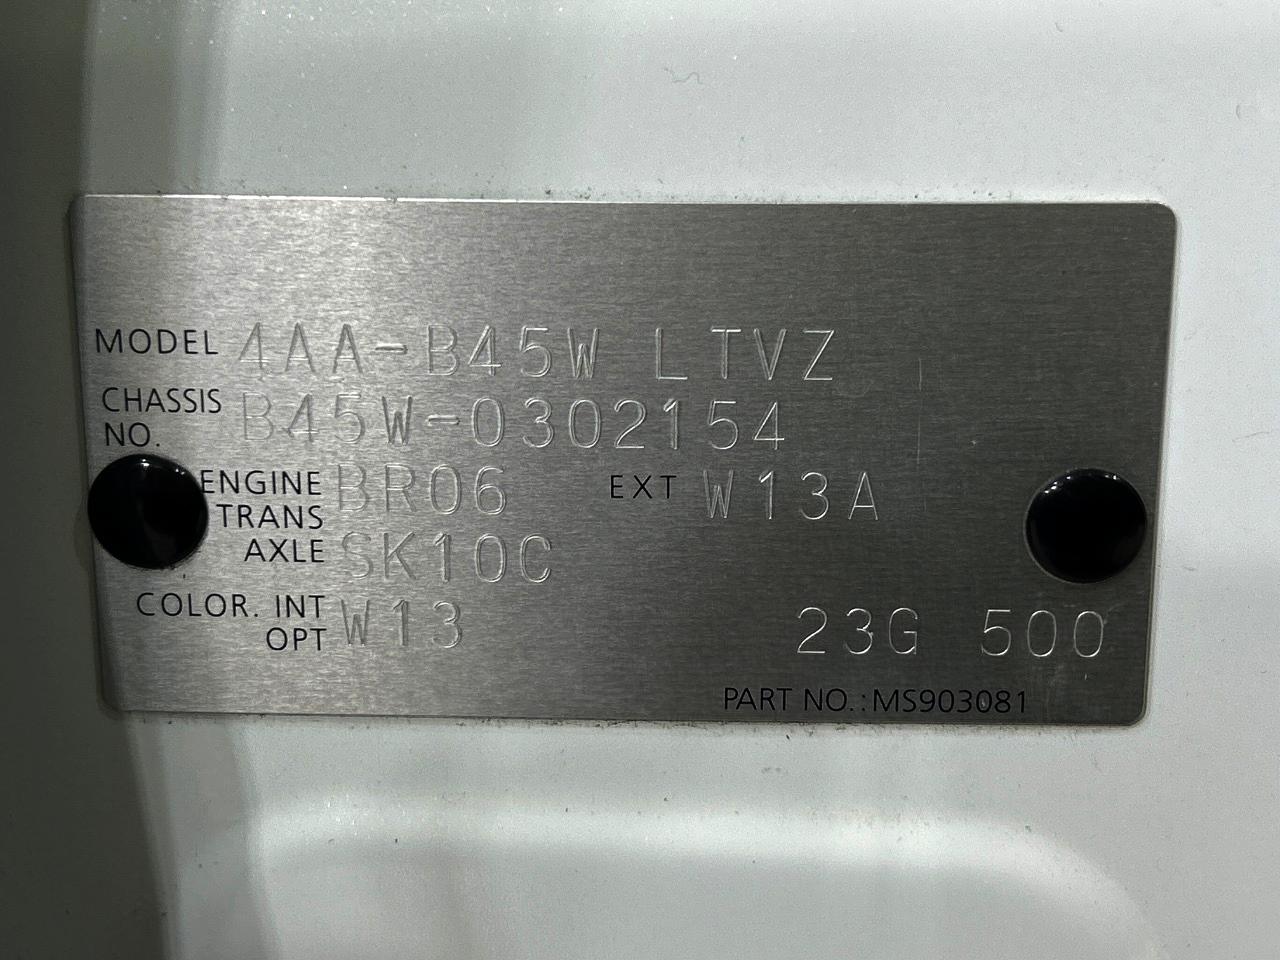 MODEL 4AA-B45W LTVZ
CHASSIS NO. B45W-0302154
ENGINE BR06 EXT W13A
TRANS AXLE SK10C
COLOR. INT OPT W13 23G 500
PART NO.:MS903081